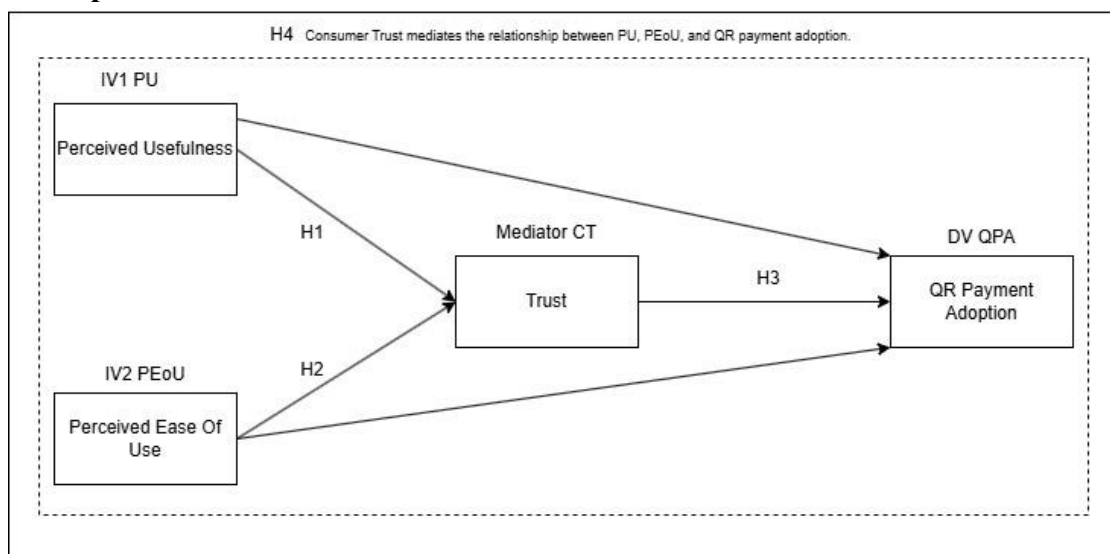 H4 Consumer Trust mediates the relationship between PU, PEoU, and QR payment adoption.
IV1 PU
Perceived Usefulness
H1
Mediator CT
Trust
H3
DV QPA
QR Payment
Adoption
H2
IV2 PEoU
Perceived Ease Of
Use